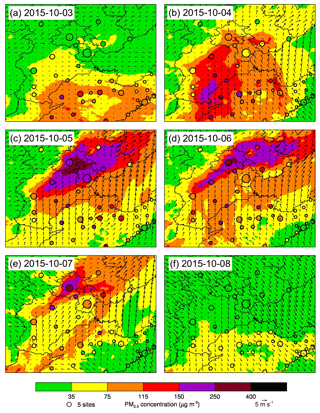 (a) 2015-10-03
(b) 2015-10-04
(c) 2015-10-05
(d) 2015-10-06
(e) 2015-10-07
(f) 2015-10-08
35 75 115 150 250 400
5 sites PM2.5 concentration (μg m-3) 5 m s-1